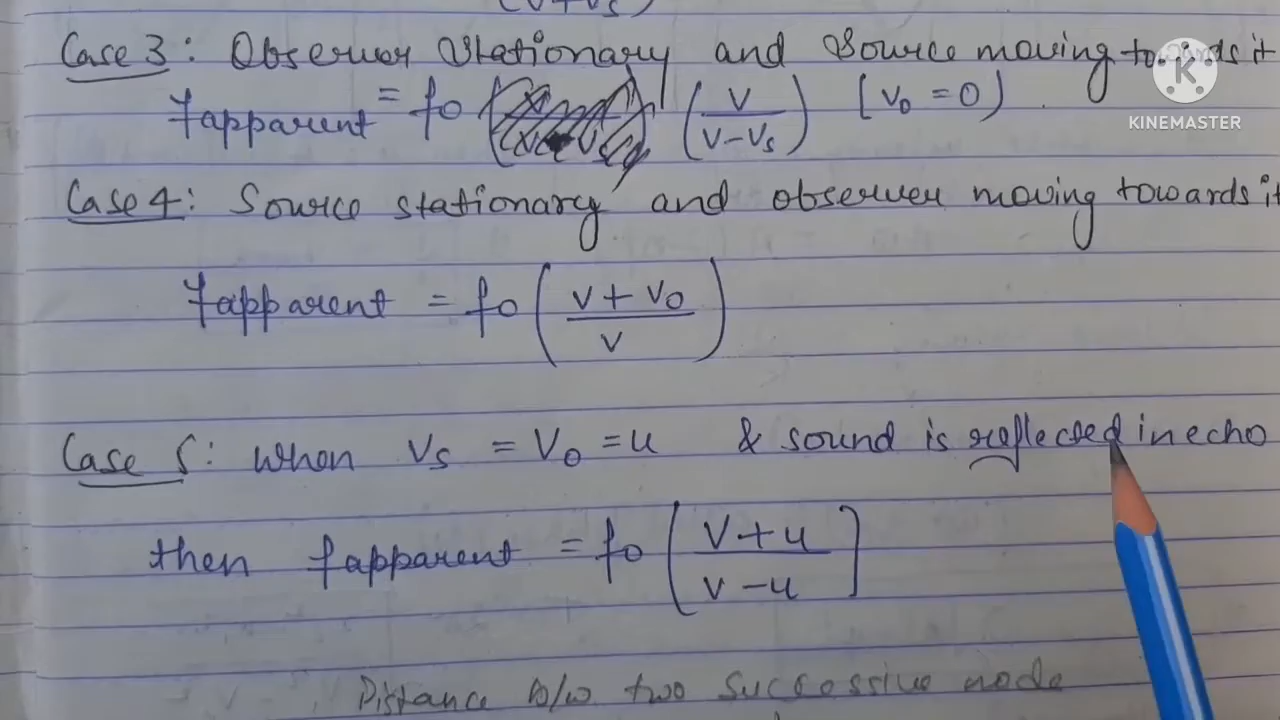 (V+Vs)
Case 3: Observer Stationary and Source moving towards it
fapparent = fo (V / V-Vs) [Vo = 0)
Case 4: Source stationary and observer moving towards it
fapparent = fo (V + Vo / V)
Case 5: When Vs = Vo = u & sound is reflected in echo
then fapparent = fo [V+u / V-u]
Distance b/w two successive node
K
KINEMASTER